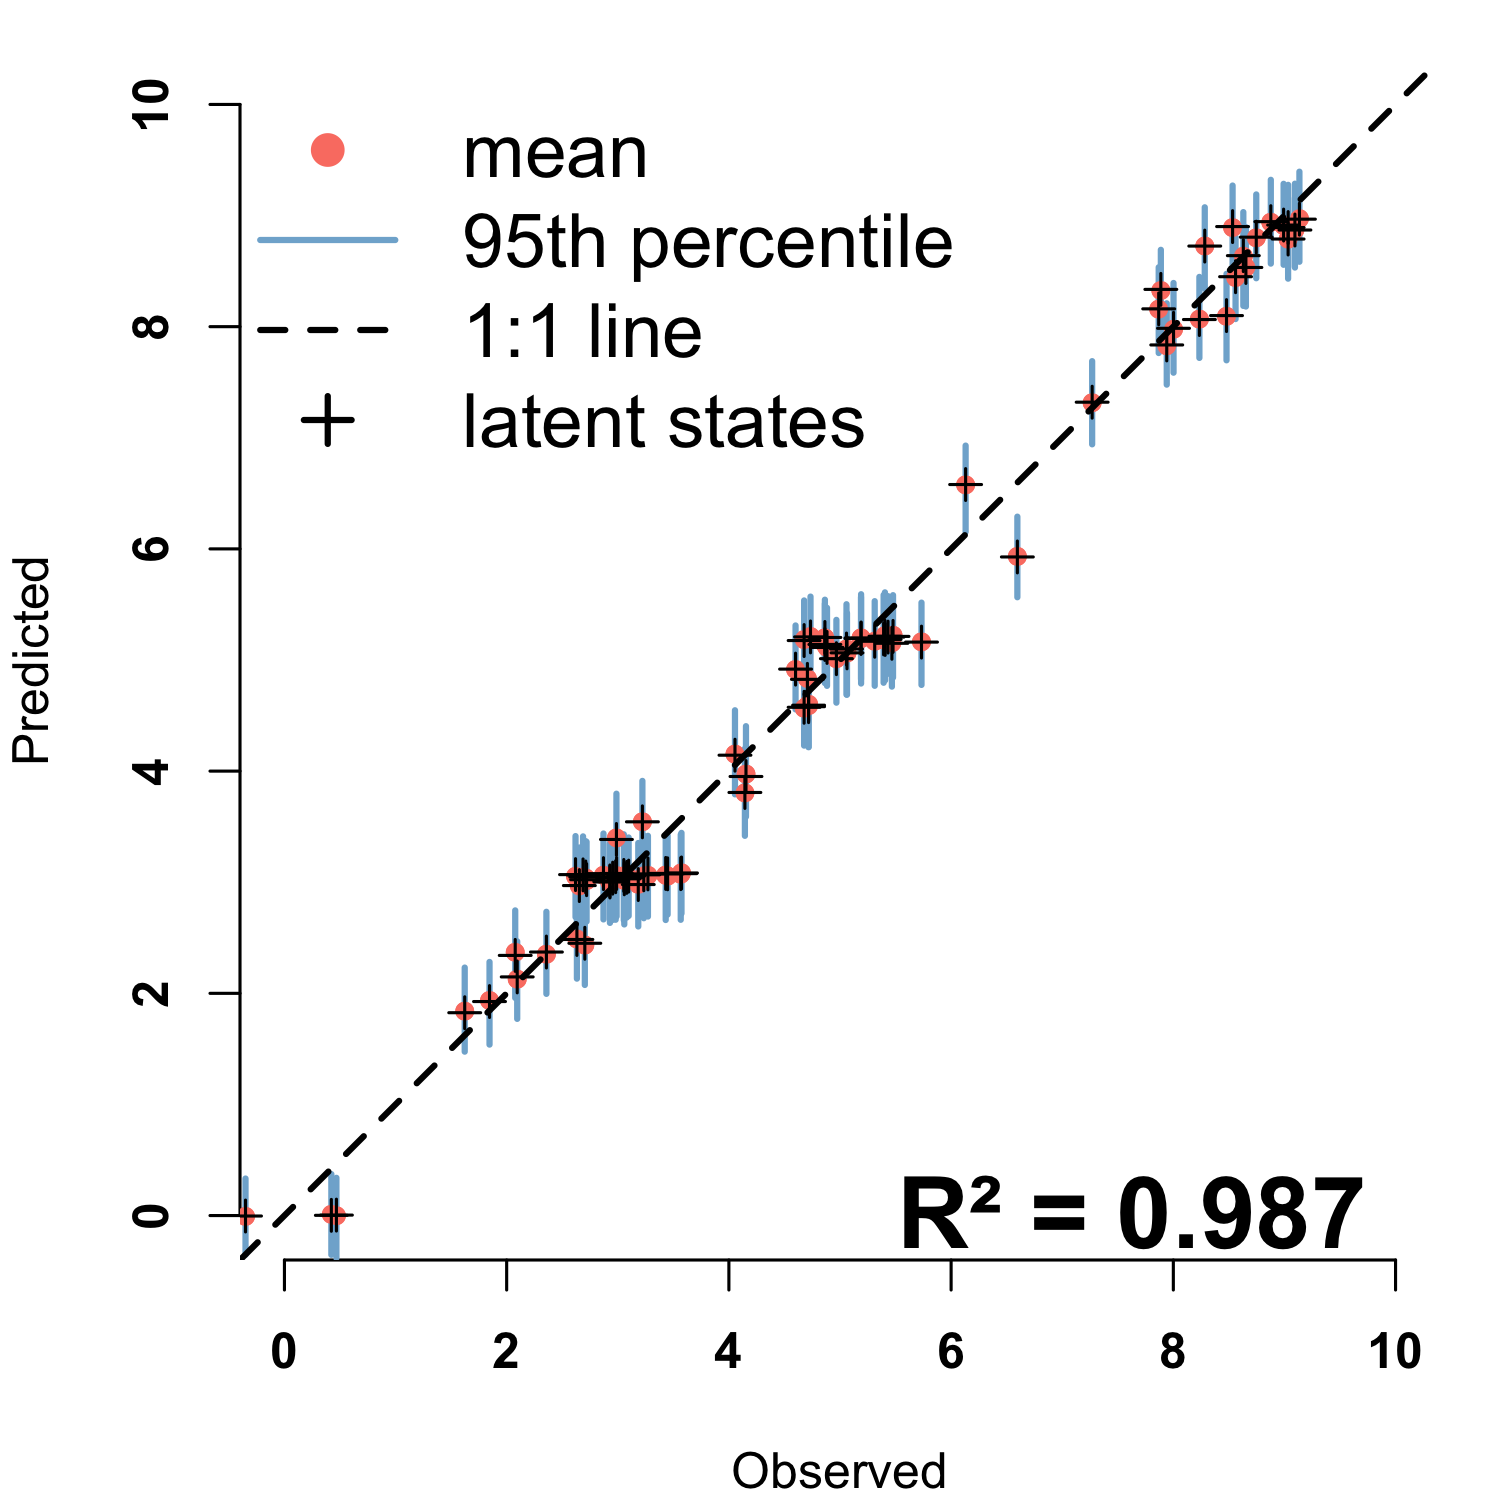 10
8
6
4
2
0
Predicted
mean
95th percentile
1:1 line
latent states
R² = 0.987
0 2 4 6 8 10
Observed